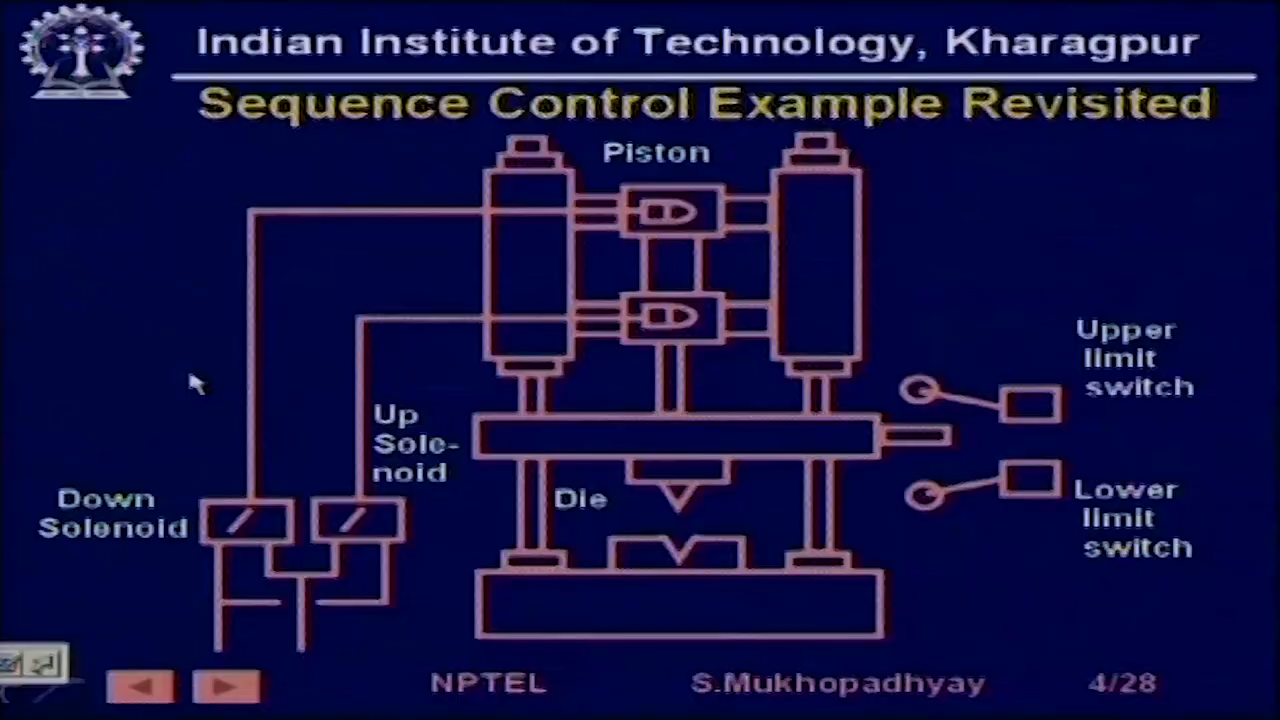 Indian Institute of Technology, Kharagpur
Sequence Control Example Revisited
Piston
Upper
limit
switch
Up
Sole-
noid
Down
Solenoid
Die
Lower
limit
switch
NPTEL
S.Mukhopadhyay
4/28